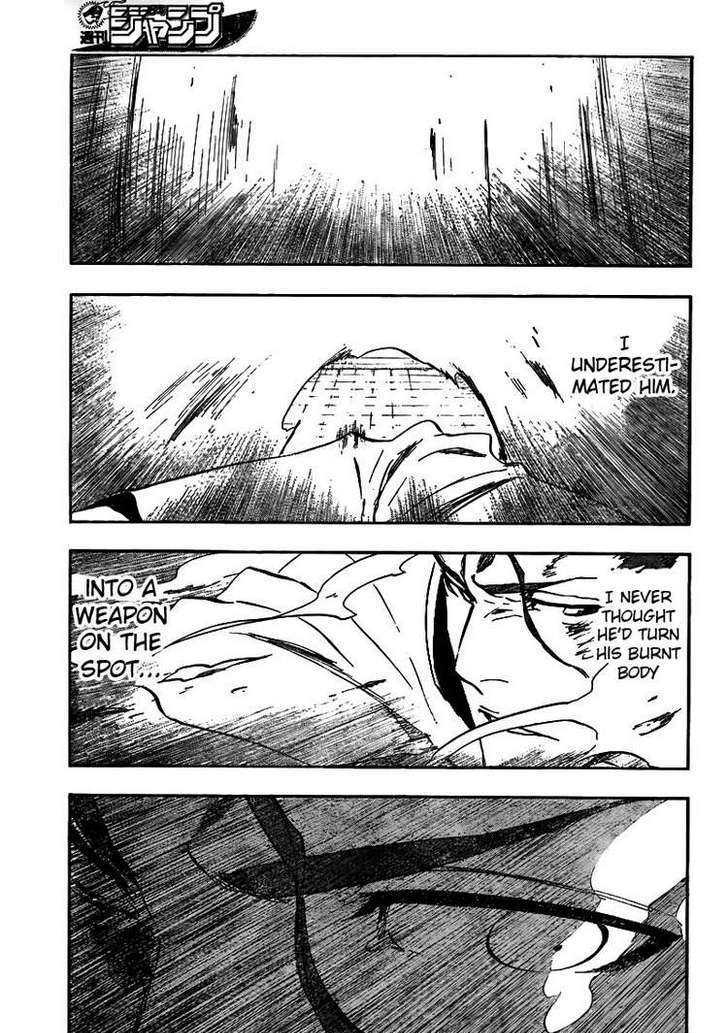 週刊
ジャンプ
I
UNDERESTI-
MATED HIM.
I NEVER
THOUGHT
HE'D TURN
HIS BURNT
BODY
INTO A
WEAPON
ON THE
SPOT...